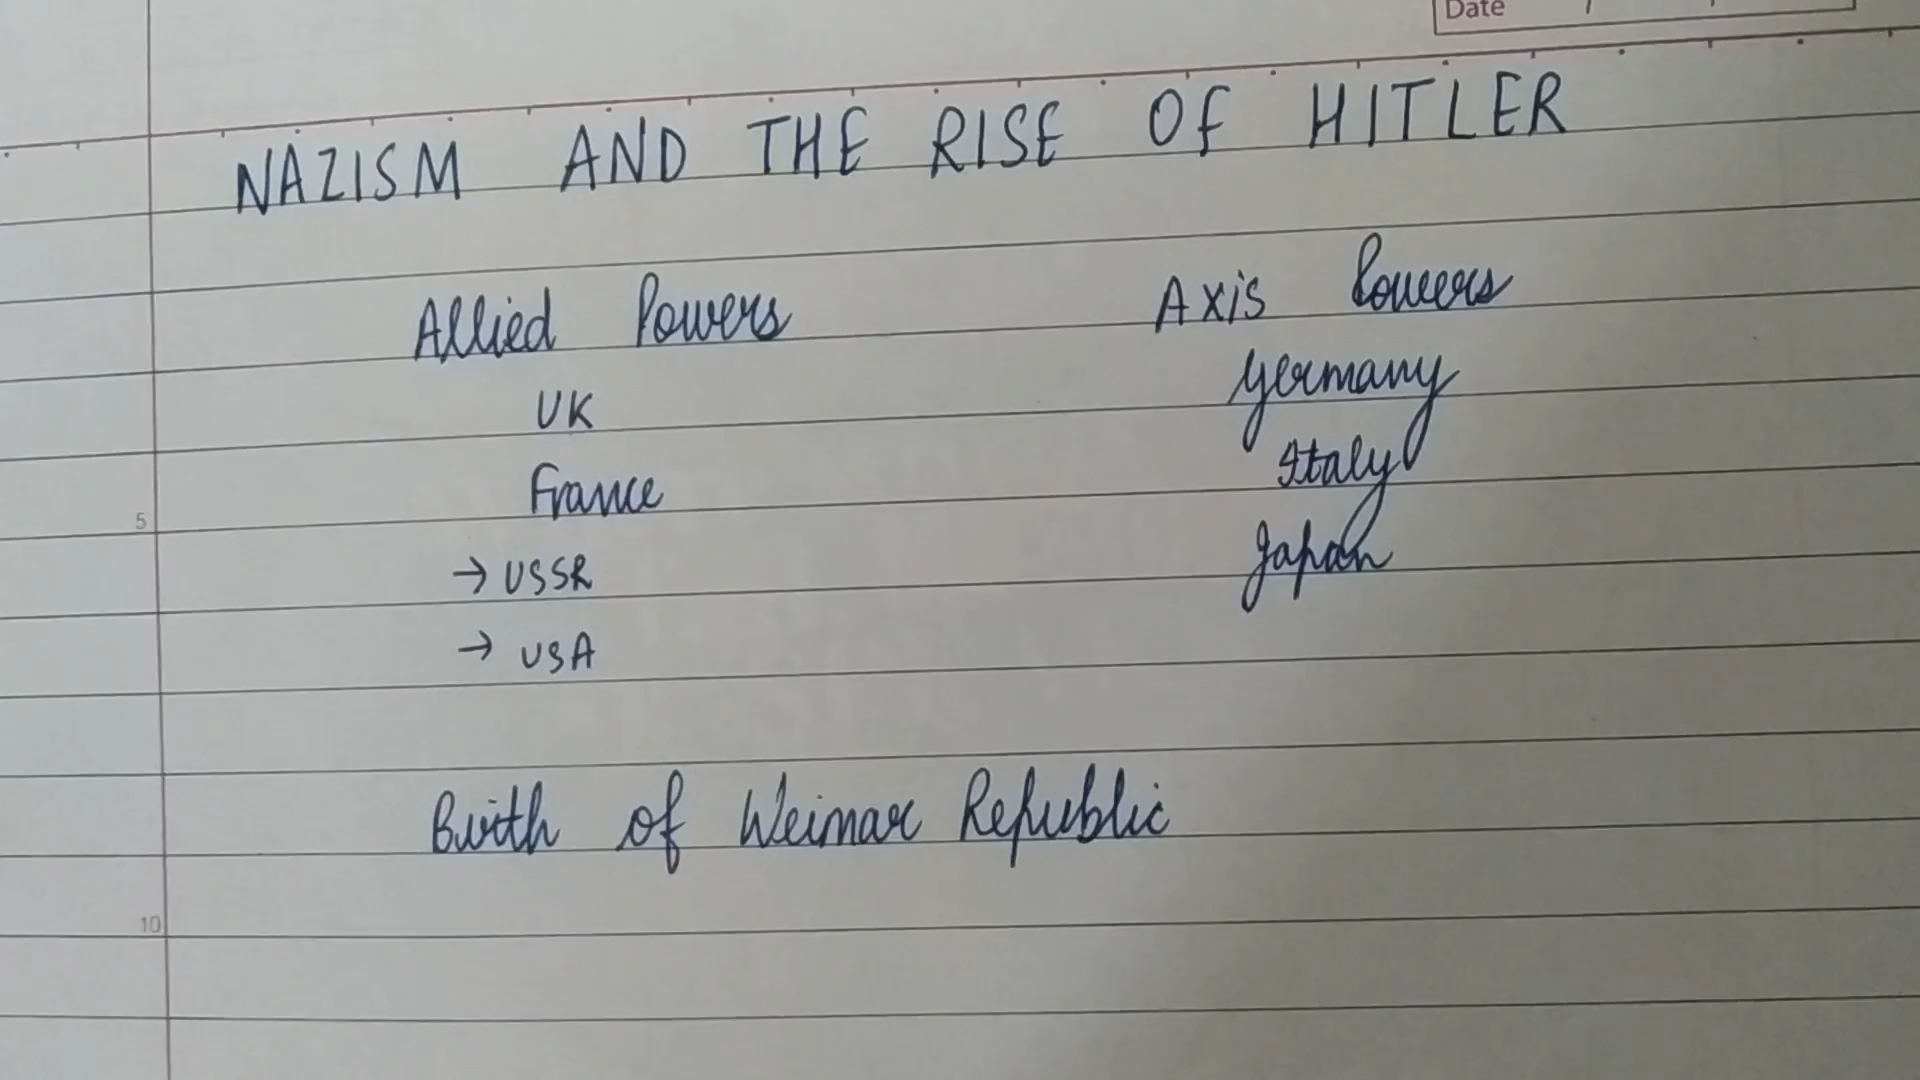 Date / /
NAZISM AND THE RISE OF HITLER
Allied Powers Axis Powers
UK Germany
France Italy
→ USSR Japan
→ USA
5
Birth of Weimar Republic
10